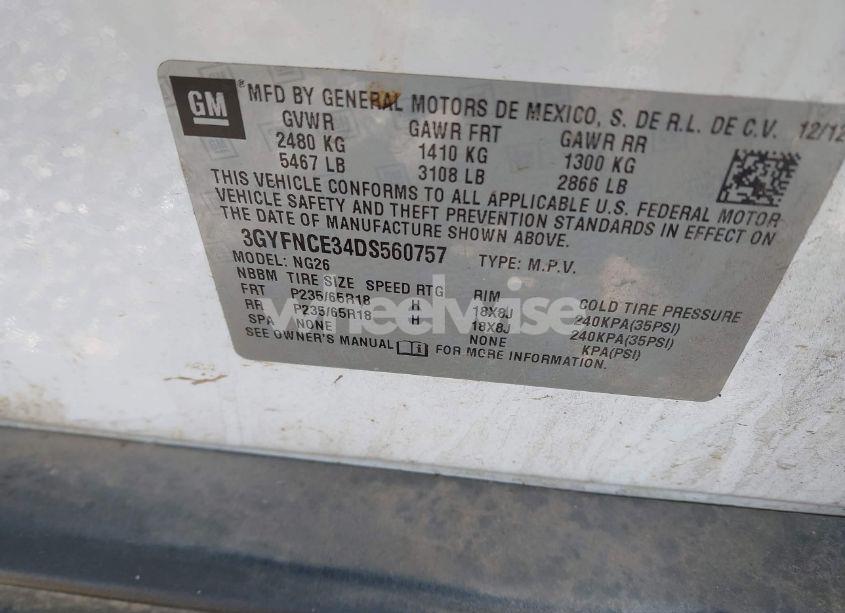 GM ® MFD BY GENERAL MOTORS DE MEXICO, S. DE R.L. DE C.V. 12/12
GVWR GAWR FRT GAWR RR
2480 KG 1410 KG 1300 KG
5467 LB 3108 LB 2866 LB
THIS VEHICLE CONFORMS TO ALL APPLICABLE U.S. FEDERAL MOTOR
VEHICLE SAFETY AND THEFT PREVENTION STANDARDS IN EFFECT ON
THE DATE OF MANUFACTURE SHOWN ABOVE.
3GYFNCE34DS560757 TYPE: M.P.V.
MODEL: NG26
NBBM TIRE SIZE SPEED RTG RIM COLD TIRE PRESSURE
FRT P235/65R18 H 18X8J 240KPA(35PSI)
RR P235/65R18 H 18X8J 240KPA(35PSI)
SPA NONE NONE KPA(PSI)
SEE OWNER'S MANUAL FOR MORE INFORMATION.
wheelwise